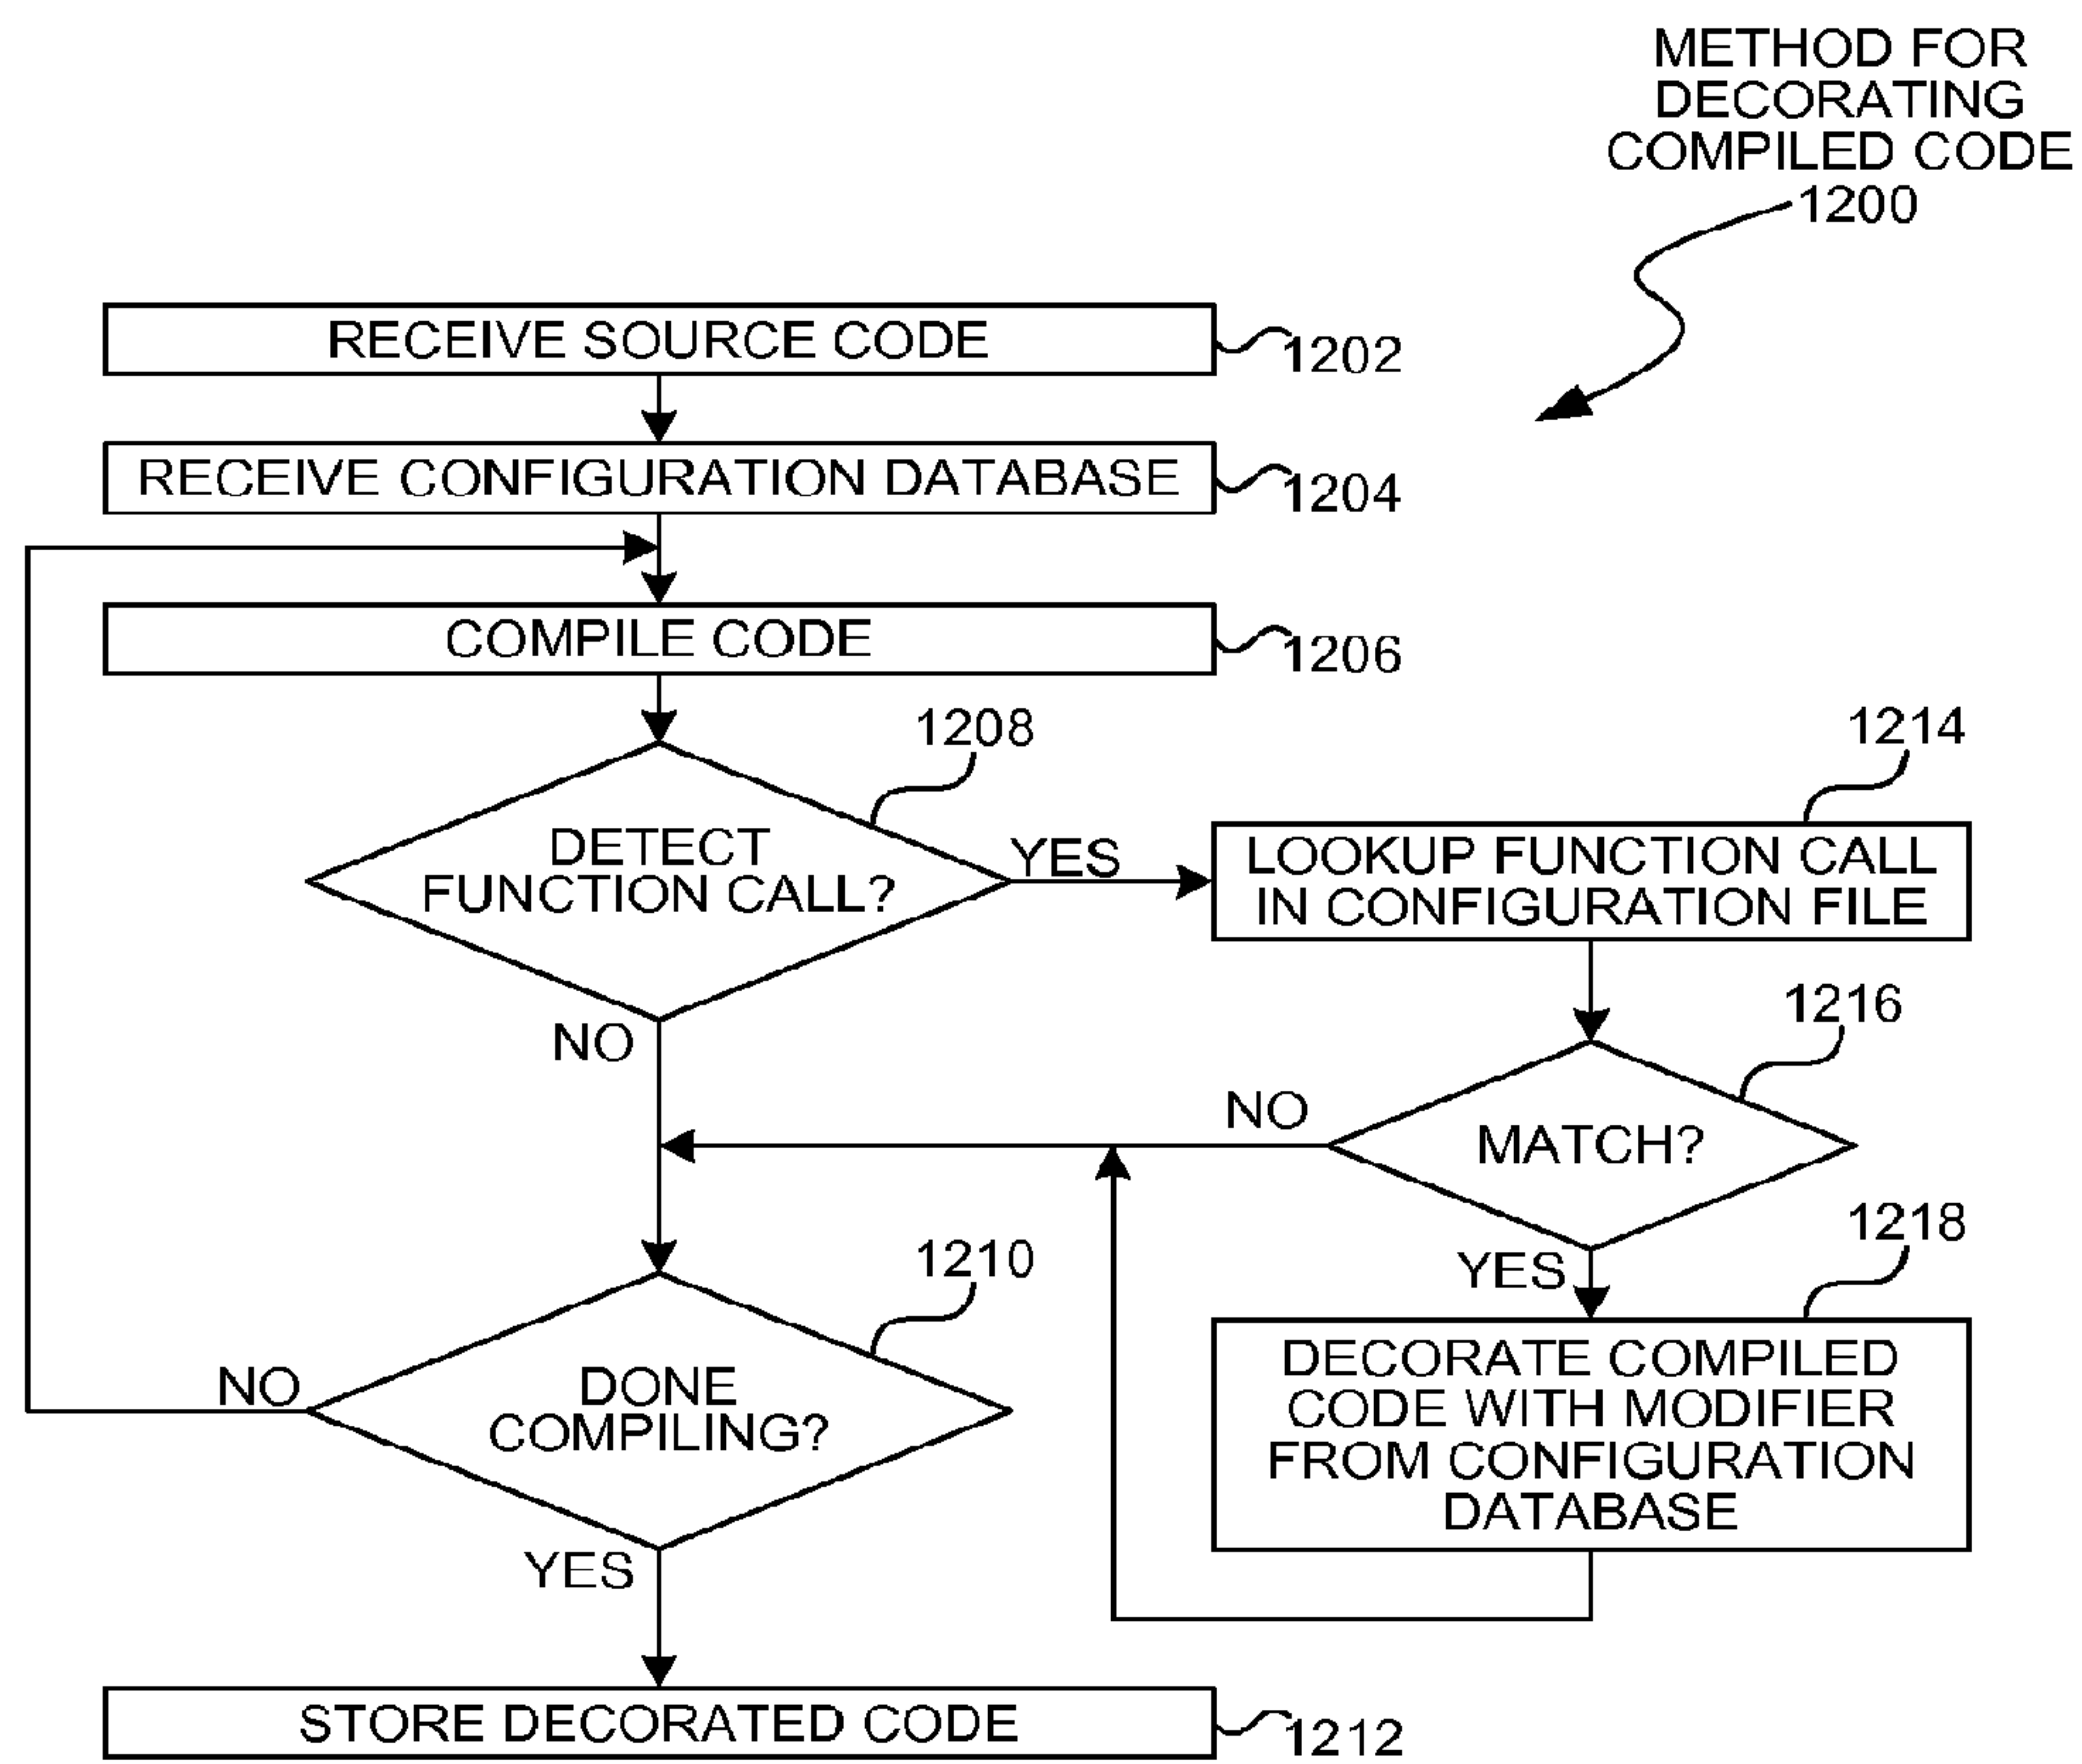 METHOD FOR
DECORATING
COMPILED CODE
1200
RECEIVE SOURCE CODE
1202
RECEIVE CONFIGURATION DATABASE
1204
COMPILE CODE
1206
1208
DETECT
FUNCTION CALL?
YES
NO
1214
LOOKUP FUNCTION CALL
IN CONFIGURATION FILE
1216
MATCH?
NO
YES
1218
DECORATE COMPILED
CODE WITH MODIFIER
FROM CONFIGURATION
DATABASE
1210
DONE
COMPILING?
NO
YES
STORE DECORATED CODE
1212